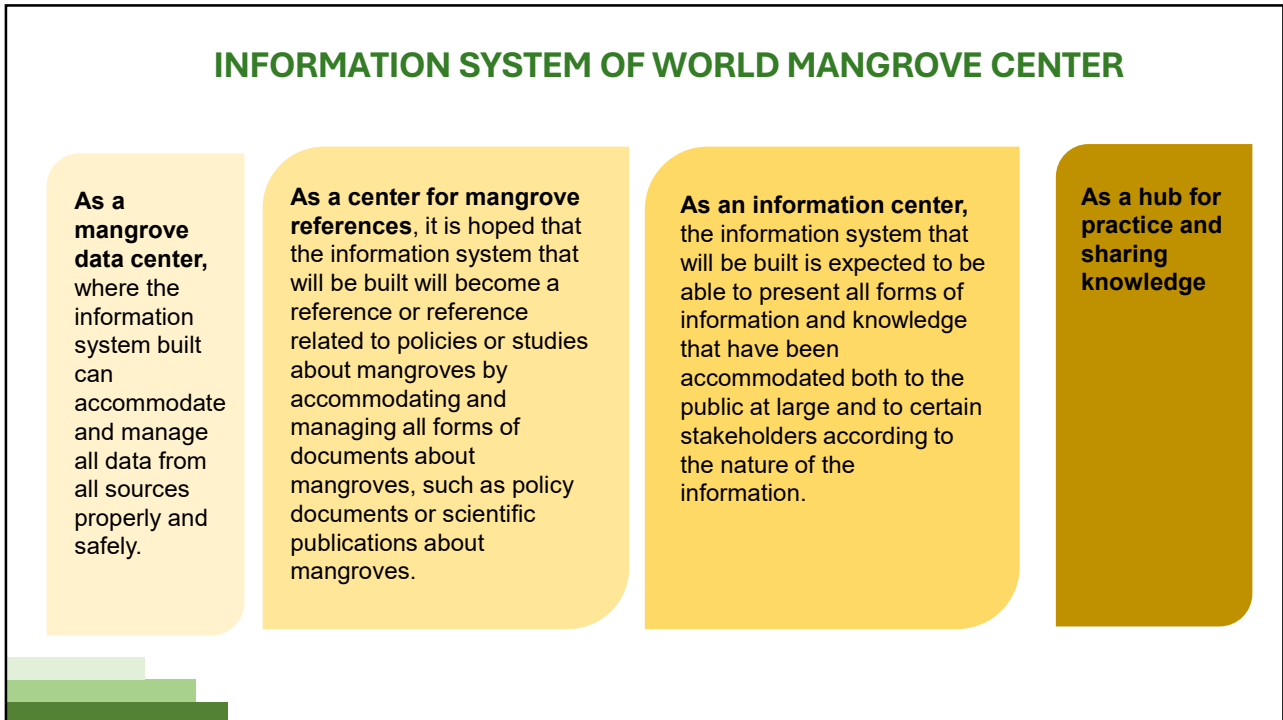 INFORMATION SYSTEM OF WORLD MANGROVE CENTER
As a
mangrove
data center,
where the
information
system built
can
accommodate
and manage
all data from
all sources
properly and
safely.
As a center for mangrove
references, it is hoped that
the information system that
will be built will become a
reference or reference
related to policies or studies
about mangroves by
accommodating and
managing all forms of
documents about
mangroves, such as policy
documents or scientific
publications about
mangroves.
As an information center,
the information system that
will be built is expected to be
able to present all forms of
information and knowledge
that have been
accommodated both to the
public at large and to certain
stakeholders according to
the nature of the
information.
As a hub for
practice and
sharing
knowledge